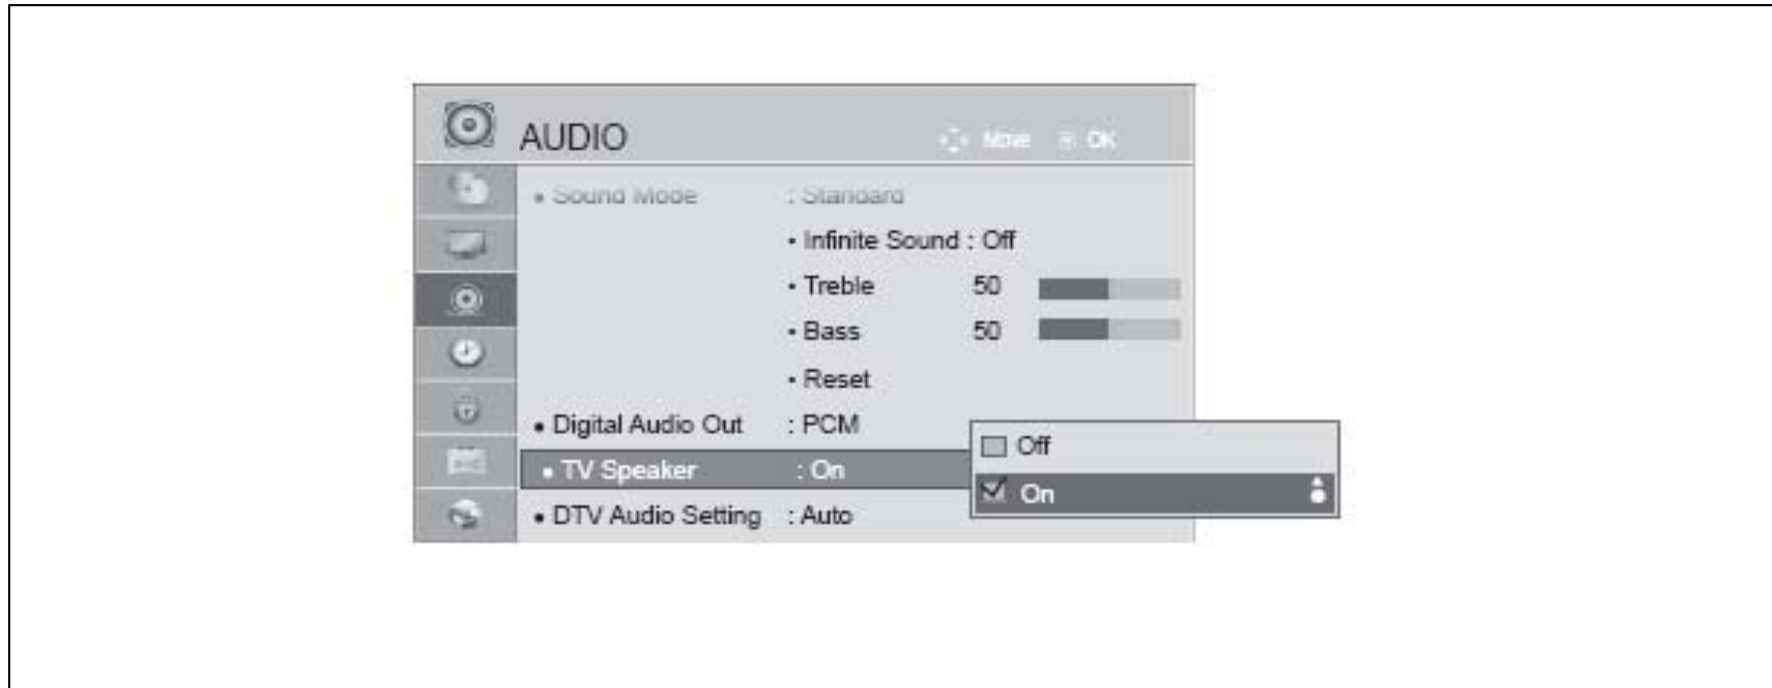 AUDIO Move OK
• Sound Mode : Standard
• Infinite Sound : Off
• Treble 50
• Bass 50
• Reset
• Digital Audio Out : PCM
Off
• TV Speaker : On
On
• DTV Audio Setting : Auto